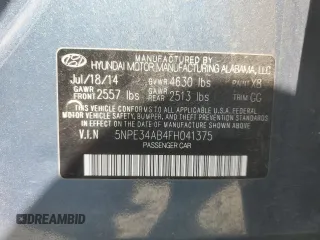 MANUFACTURED BY
HYUNDAI MOTOR MANUFACTURING ALABAMA, LLC
Jul/18/14 GVWR 4630 lbs PAINT YB
GAWR FRONT 2557 lbs GAWR REAR 2513 lbs TRIM GG
THIS VEHICLE CONFORMS TO ALL APPLICABLE U.S. FEDERAL
MOTOR VEHICLE SAFETY, BUMPER, AND THEFT PREVENTION
STANDARDS IN EFFECT ON THE DATE OF MANUFACTURE SHOWN ABOVE.
V.I.N 5NPE34AB4FH041375
PASSENGER CAR
DREAMBID